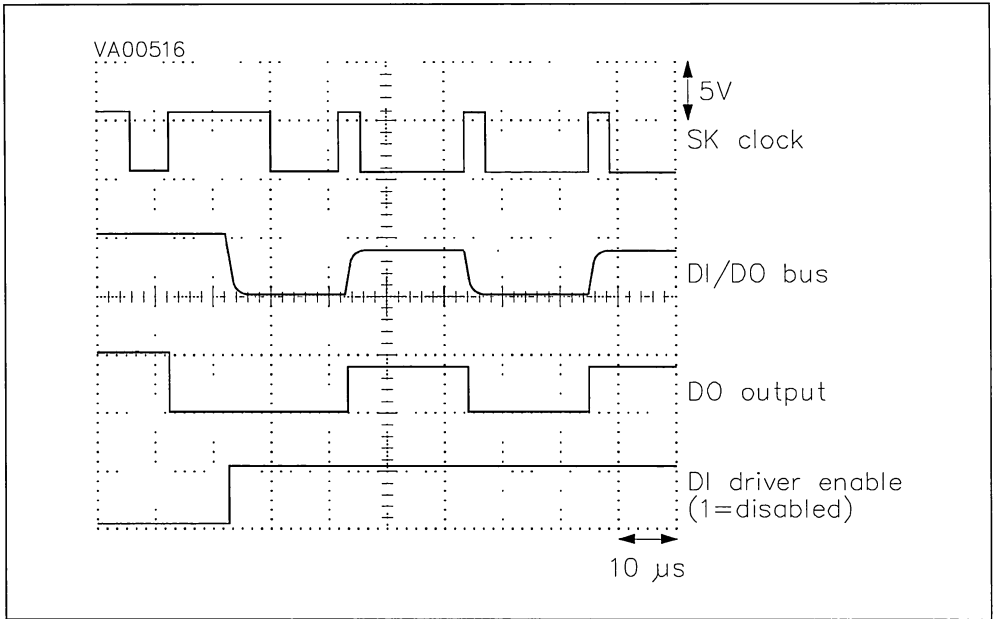 VA00516
5V
SK clock
DI/DO bus
DO output
DI driver enable
(1=disabled)
10 μs